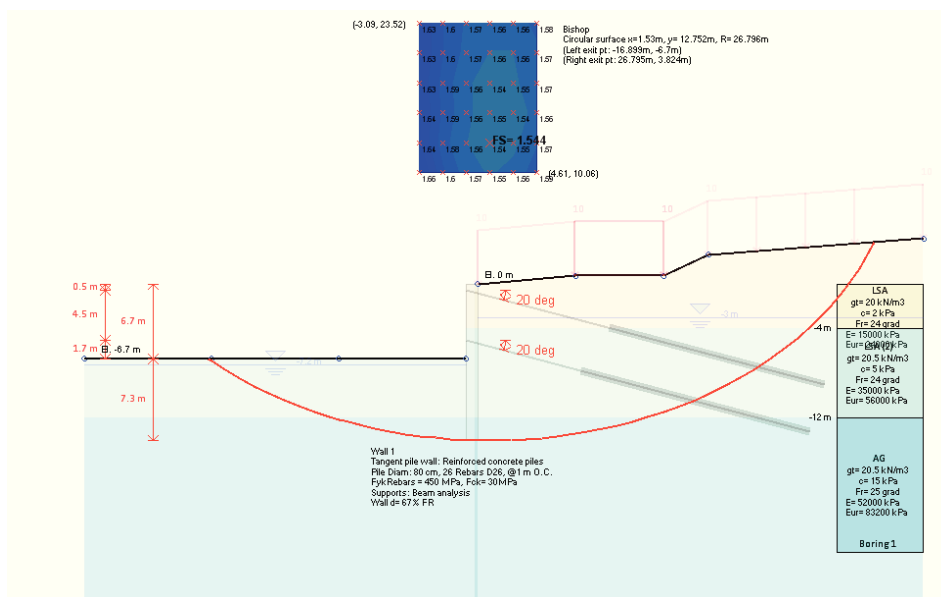 (-3.09, 23.52)
1.63 1.6 1.57 1.56 1.56 1.58
1.63 1.6 1.57 1.56 1.56 1.57
1.63 1.59 1.56 1.55 1.54 1.57
1.64 1.59 1.56 1.55 1.54 1.56
1.64 1.58 1.56 1.54 1.55 1.57
1.66 1.6 1.57 1.55 1.56 1.59
FS= 1.544
(4.61, 10.06)
Bishop
Circular surface x=1.53m, y= 12.752m, R= 26.796m
(Left exit pt: -16.899m, -6.7m)
(Right exit pt: 26.795m, 3.824m)
10
10
10
10
El. 0 m
20 deg
20 deg
0.5 m
4.5 m
1.7 m
6.7 m
7.3 m
El. -6.7 m
-3 m
-4 m
-12 m
LSA
gt= 20 kN/m3
c= 2 kPa
Fr= 24 grad
E= 15000 kPa
LSA (2)
gt= 20.5 kN/m3
c= 5 kPa
Fr= 24 grad
E= 35000 kPa
Eur= 56000 kPa
AG
gt= 20.5 kN/m3
c= 15 kPa
Fr= 25 grad
E= 52000 kPa
Eur= 83200 kPa
Boring 1
Wall 1
Tangent pile wall: Reinforced concrete piles
Pile Diam: 80 cm, 26 Rebars D26, @1 m O.C.
FykRebars = 450 MPa, Fck= 30MPa
Supports: Beam analysis
Wall d= 67% FR